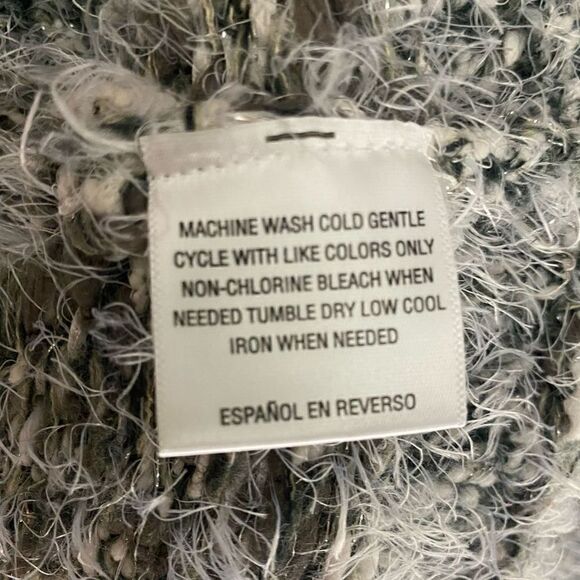 MACHINE WASH COLD GENTLE
CYCLE WITH LIKE COLORS ONLY
NON-CHLORINE BLEACH WHEN
NEEDED TUMBLE DRY LOW COOL
IRON WHEN NEEDED
ESPAÑOL EN REVERSO